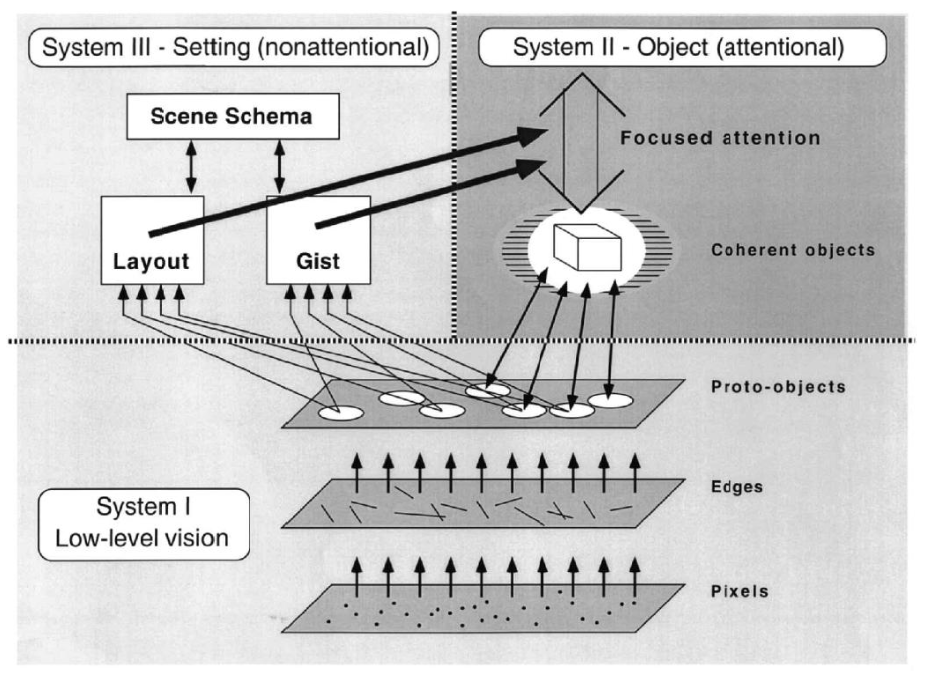 System III - Setting (nonattentional)
System II - Object (attentional)
Scene Schema
Focused attention
Layout
Gist
Coherent objects
Proto-objects
Edges
System I
Low-level vision
Pixels